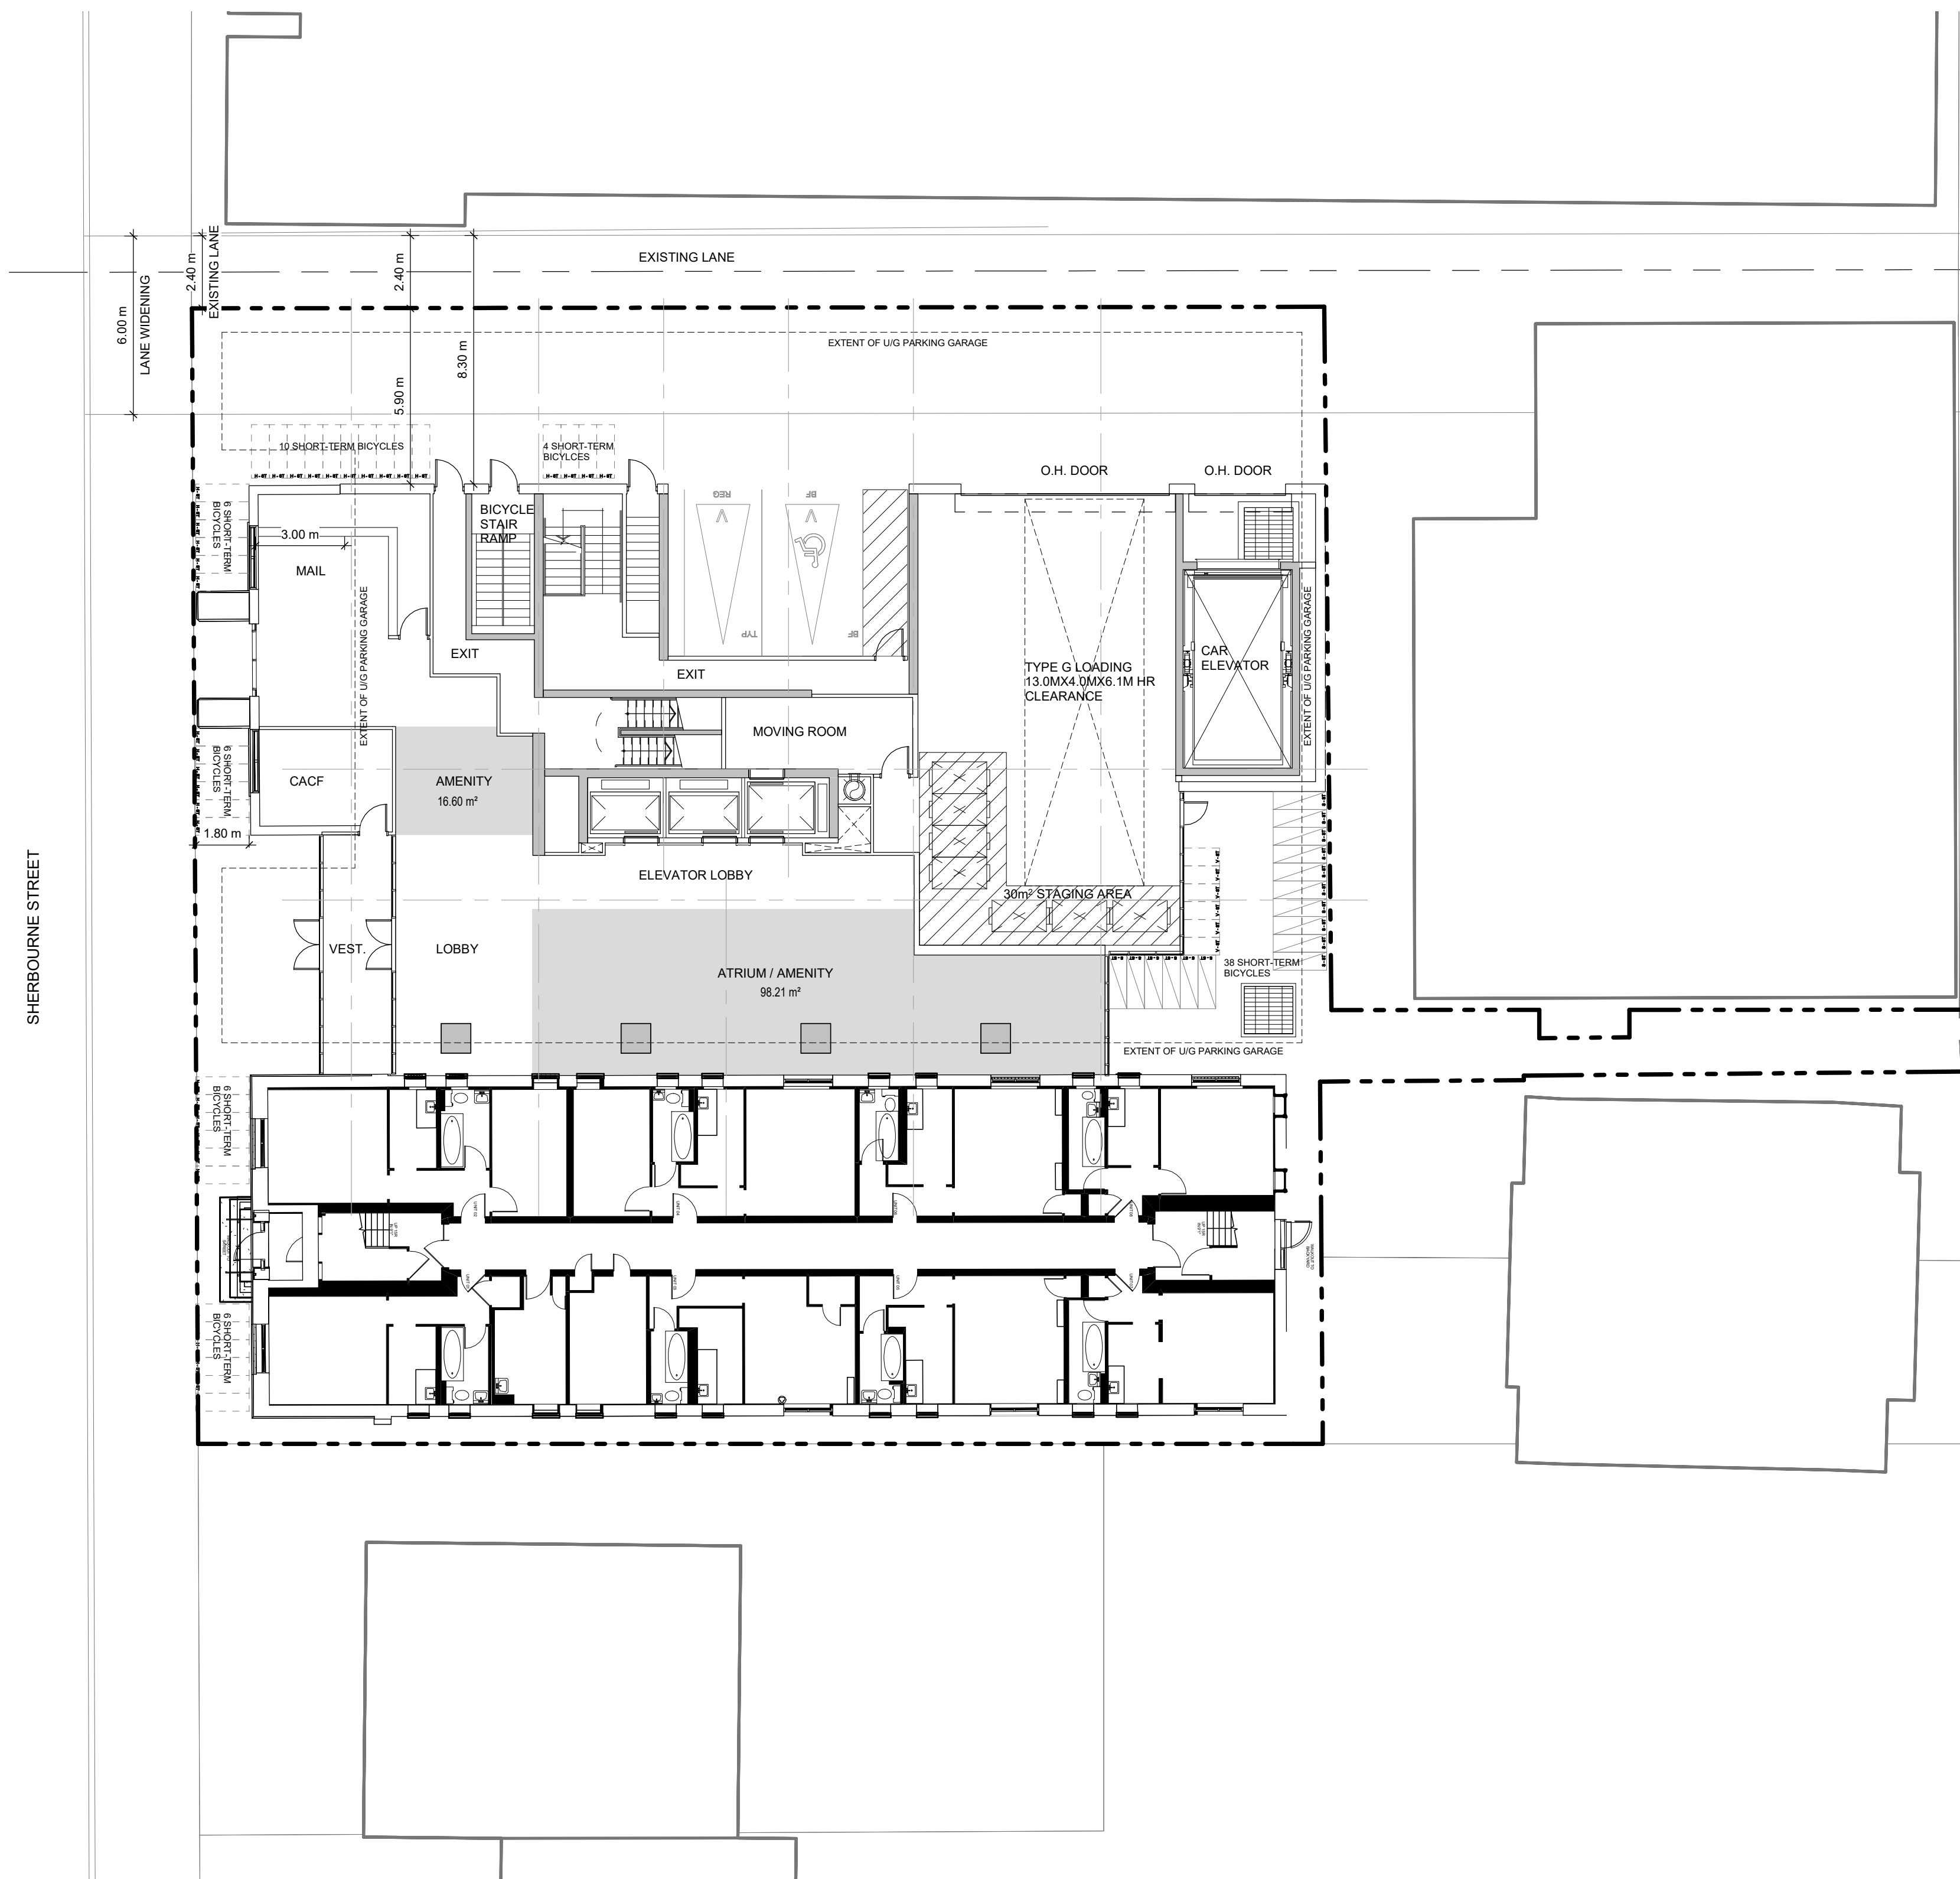 EXISTING LANE
2.40 m
EXISTING LANE
2.40 m
6.00 m
LANE WIDENING
8.30 m
5.90 m
EXTENT OF U/G PARKING GARAGE
10 SHORT-TERM BICYCLES
4 SHORT-TERM
BICYLCES
O.H. DOOR
O.H. DOOR
6 SHORT-TERM
BICYCLES
3.00 m
MAIL
BICYCLE
STAIR
RAMP
REG
BF
TYP
BF
EXTENT OF U/G PARKING GARAGE
EXIT
EXIT
TYPE G LOADING
13.0MX4.0MX6.1M HR
CLEARANCE
CAR
ELEVATOR
EXTENT OF U/G PARKING GARAGE
MOVING ROOM
6 SHORT-TERM
BICYCLES
CACF
AMENITY
16.60 m²
1.80 m
ELEVATOR LOBBY
30m² STAGING AREA
SHERBOURNE STREET
VEST.
LOBBY
ATRIUM / AMENITY
98.21 m²
38 SHORT-TERM
BICYCLES
EXTENT OF U/G PARKING GARAGE
6 SHORT-TERM
BICYCLES
6 SHORT-TERM
BICYCLES